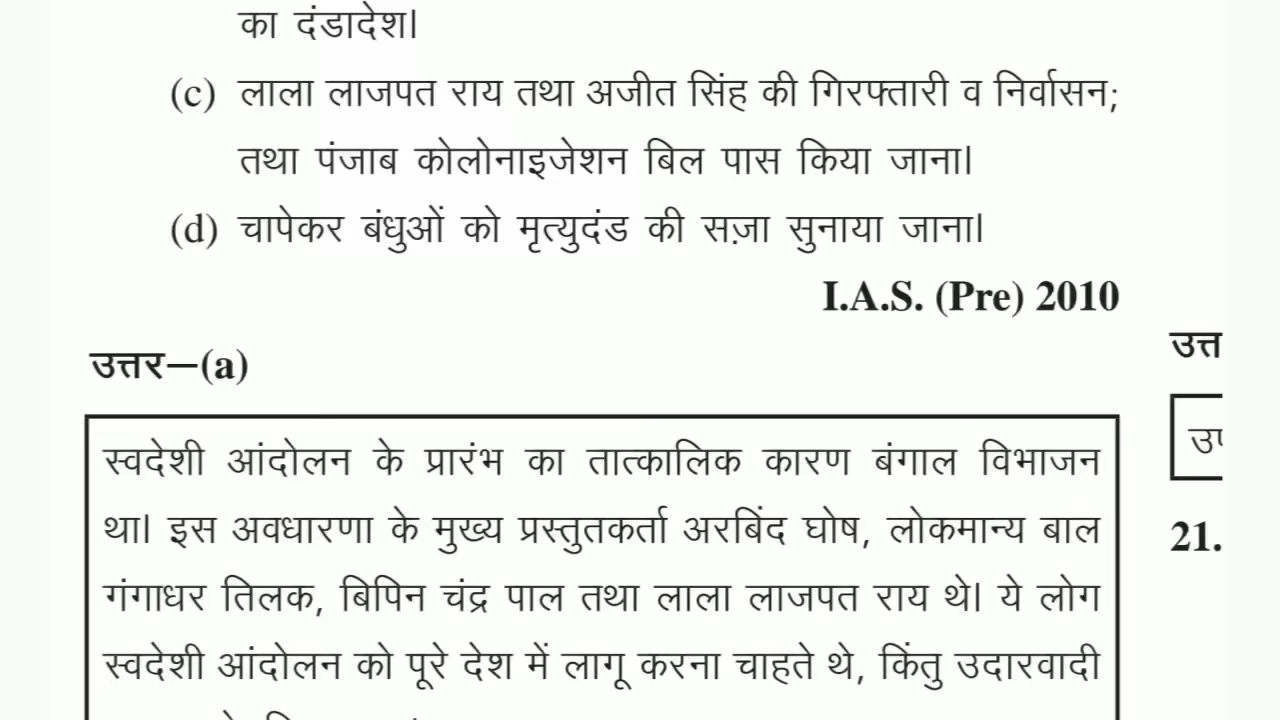 का दंडादेश।
(c) लाला लाजपत राय तथा अजीत सिंह की गिरफ्तारी व निर्वासन;
तथा पंजाब कोलोनाइजेशन बिल पास किया जाना।
(d) चापेकर बंधुओं को मृत्युदंड की सज़ा सुनाया जाना।
I.A.S. (Pre) 2010
उत्तर—(a)
स्वदेशी आंदोलन के प्रारंभ का तात्कालिक कारण बंगाल विभाजन
था। इस अवधारणा के मुख्य प्रस्तुतकर्ता अरबिंद घोष, लोकमान्य बाल
गंगाधर तिलक, बिपिन चंद्र पाल तथा लाला लाजपत राय थे। ये लोग
स्वदेशी आंदोलन को पूरे देश में लागू करना चाहते थे, किंतु उदारवादी
उत्त
21.